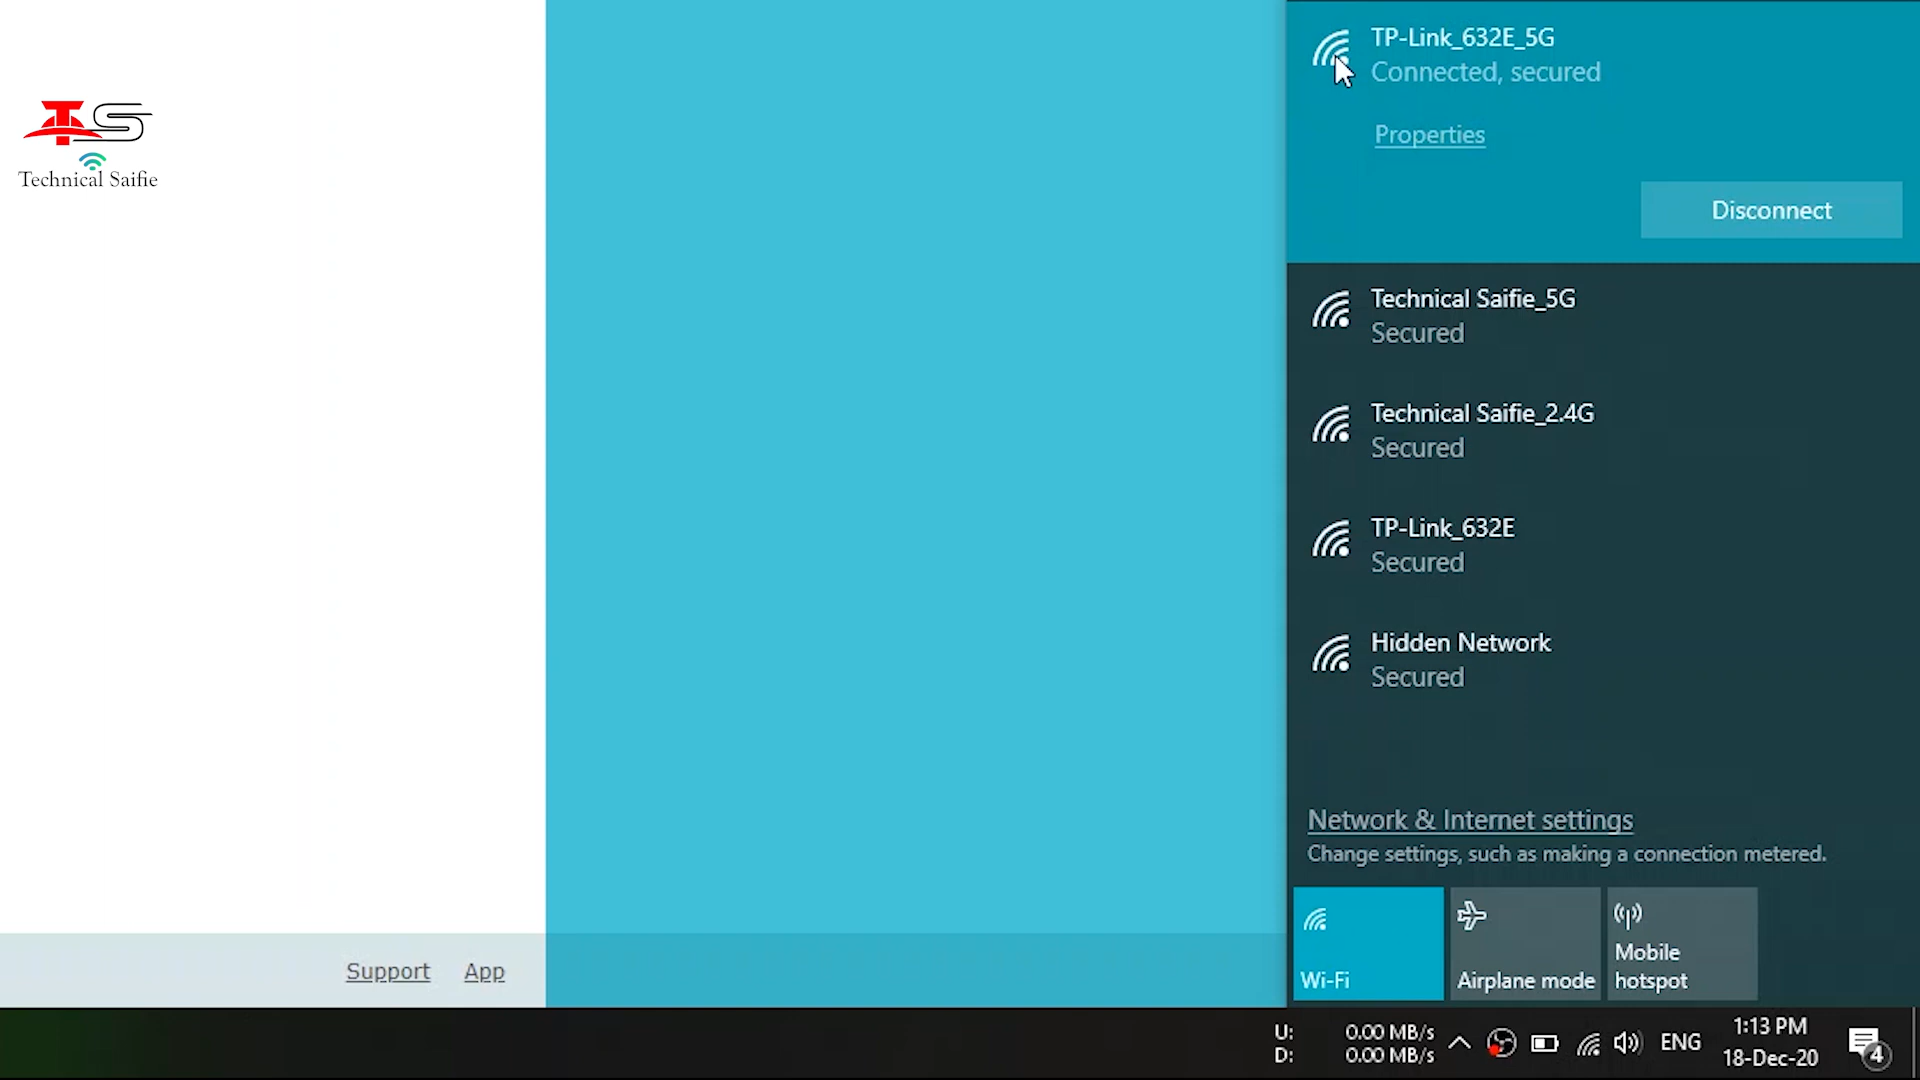 TS
Technical Saifie
Support App
TP-Link_632E_5G
Connected, secured
Properties
Disconnect
Technical Saifie_5G
Secured
Technical Saifie_2.4G
Secured
TP-Link_632E
Secured
Hidden Network
Secured
Network & Internet settings
Change settings, such as making a connection metered.
Wi-Fi
Airplane mode
Mobile
hotspot
U: 0.00 MB/s
D: 0.00 MB/s
ENG
1:13 PM
18-Dec-20
4